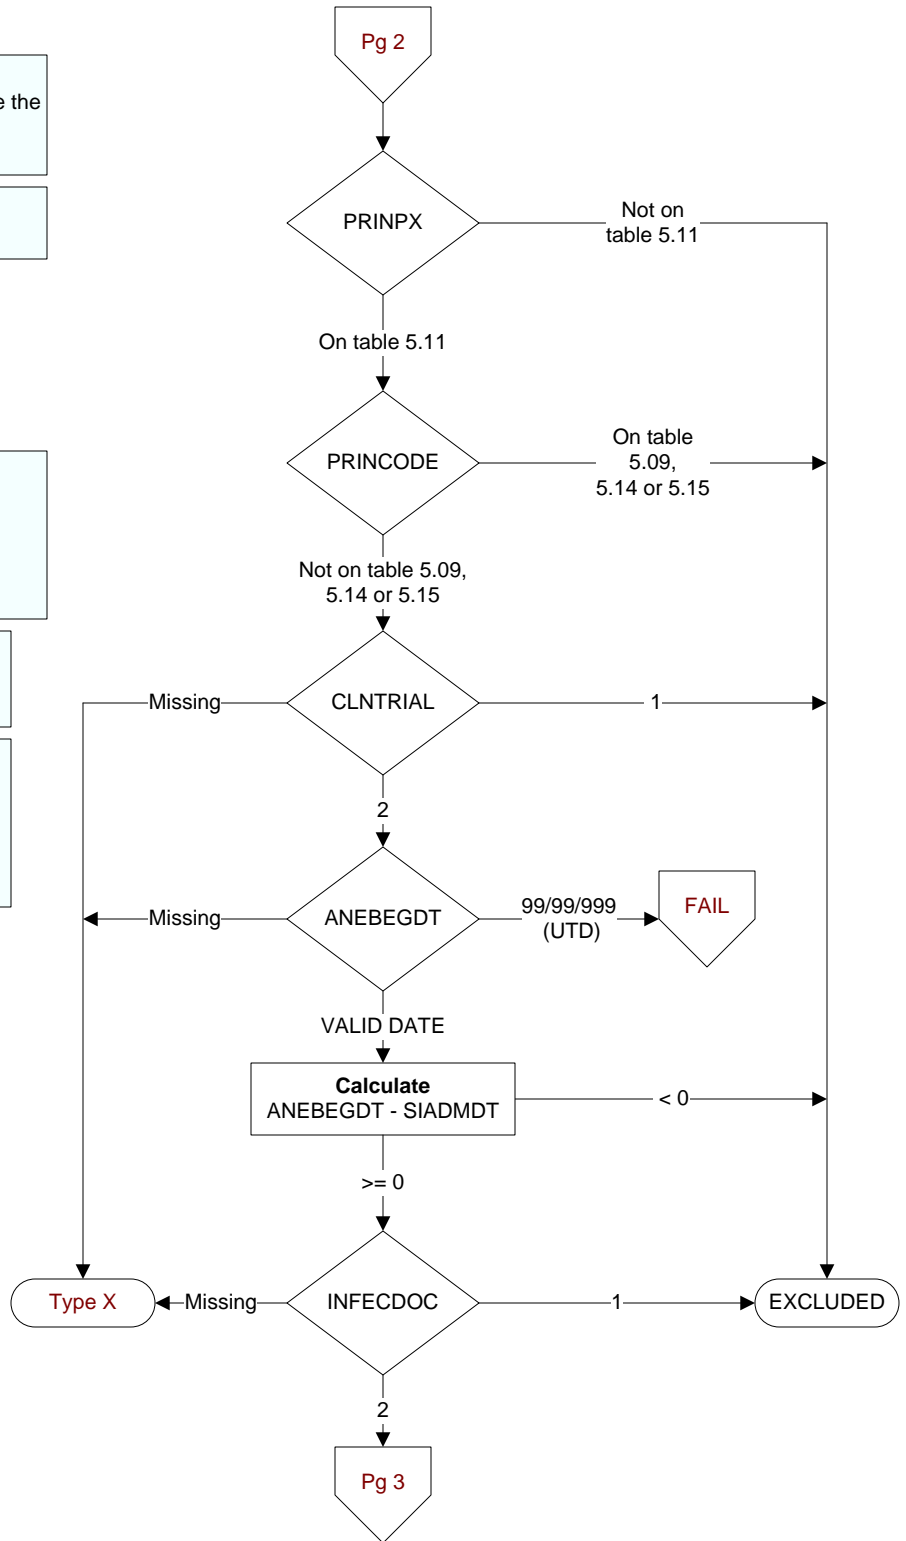 Pg 2
e the
PRINPX
Not on
table 5.11
On table 5.11
PRINCODE
On table
5.09,
5.14 or 5.15
Not on table 5.09,
5.14 or 5.15
Missing
CLNTRIAL
1
2
Missing
ANEBEGDT
99/99/999
(UTD)
FAIL
VALID DATE
Calculate
ANEBEGDT - SIADMDT
< 0
>= 0
Type X
Missing
INFECDOC
1
EXCLUDED
2
Pg 3